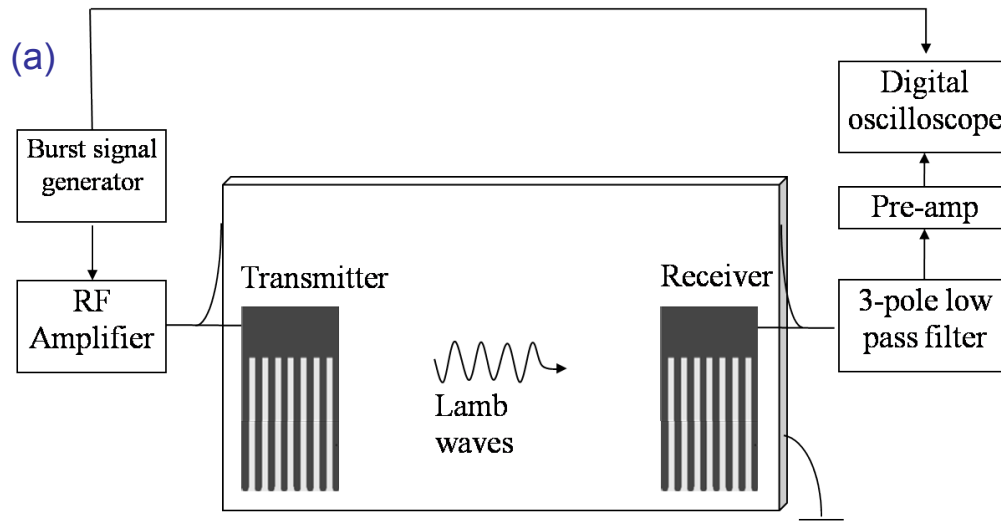 (a)
Burst signal
generator
RF
Amplifier
Transmitter
Lamb
waves
Receiver
Digital
oscilloscope
Pre-amp
3-pole low
pass filter